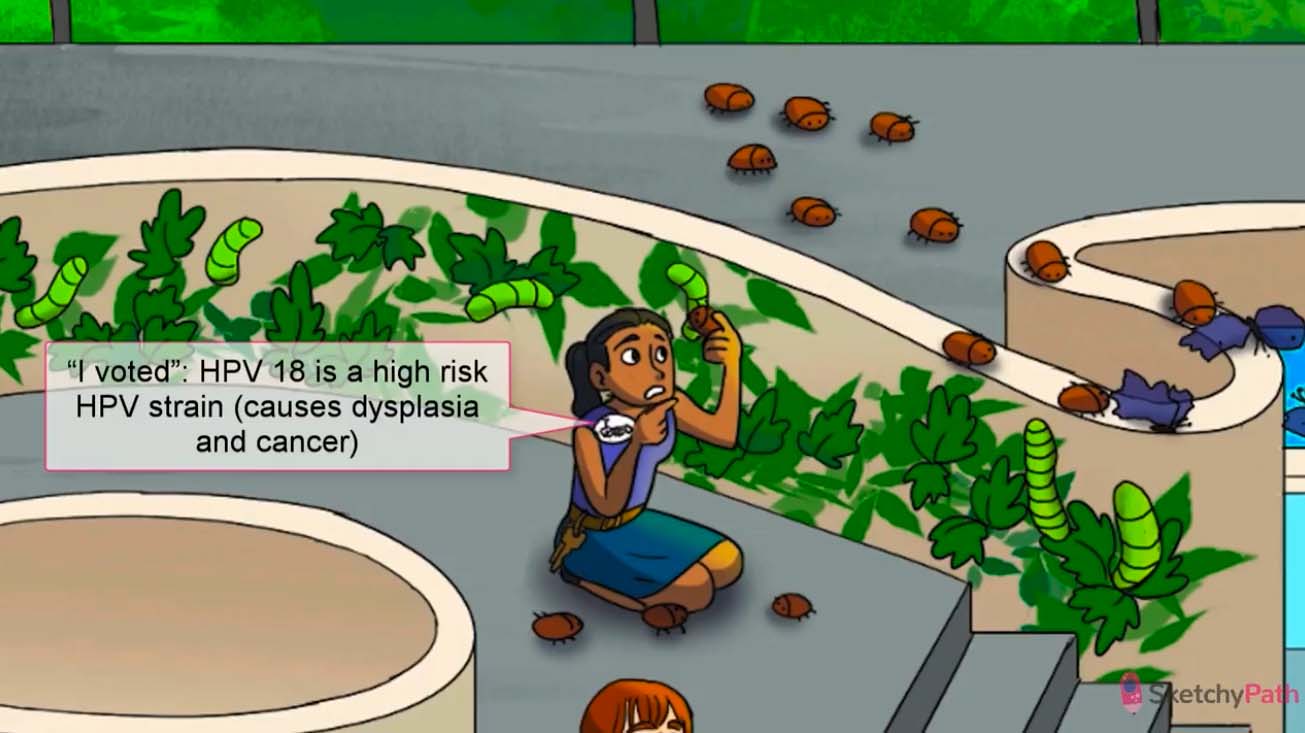 “I voted”: HPV 18 is a high risk
HPV strain (causes dysplasia
and cancer)
SketchyPath